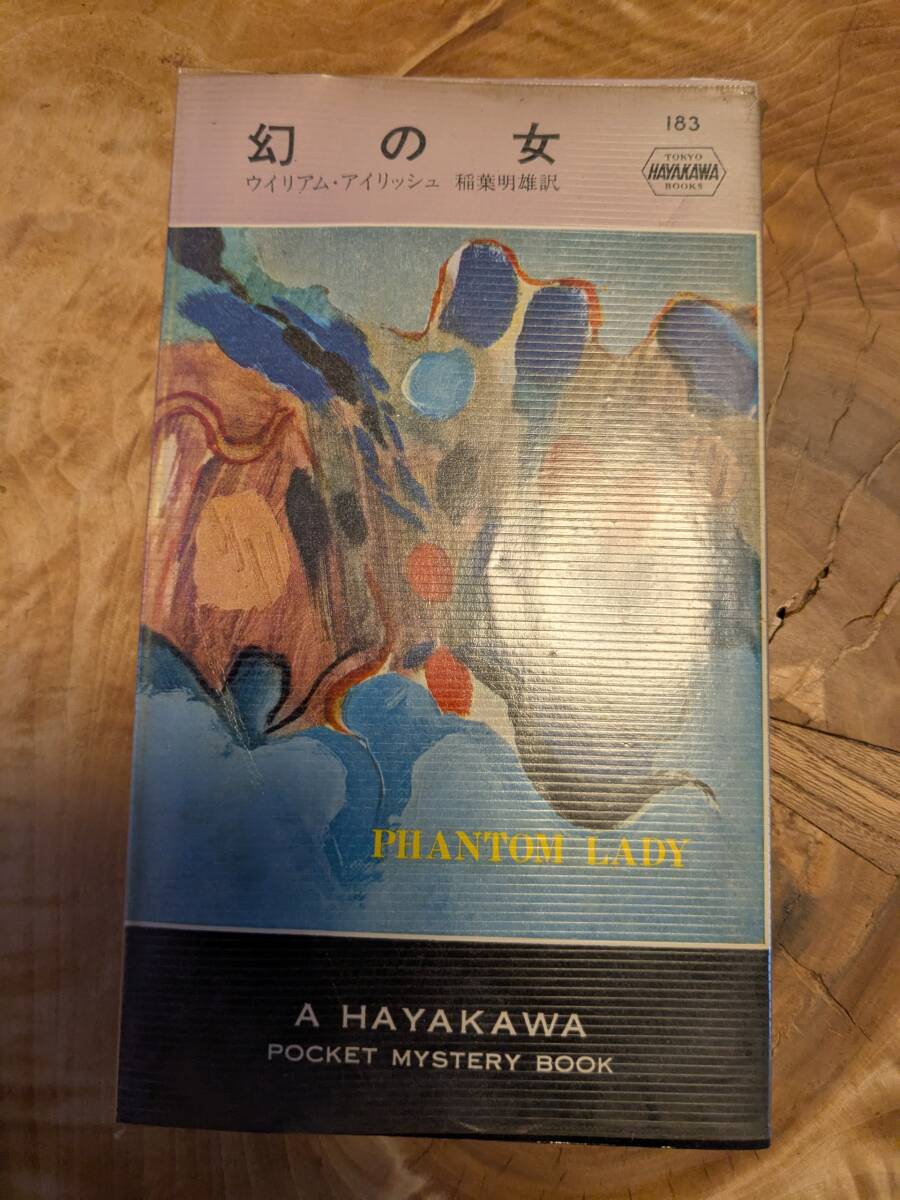 幻の女
183
TOKYO
HAYAKAWA
BOOKS
ウイリアム・アイリッシュ 稲葉明雄訳
PHANTOM LADY
A HAYAKAWA
POCKET MYSTERY BOOK